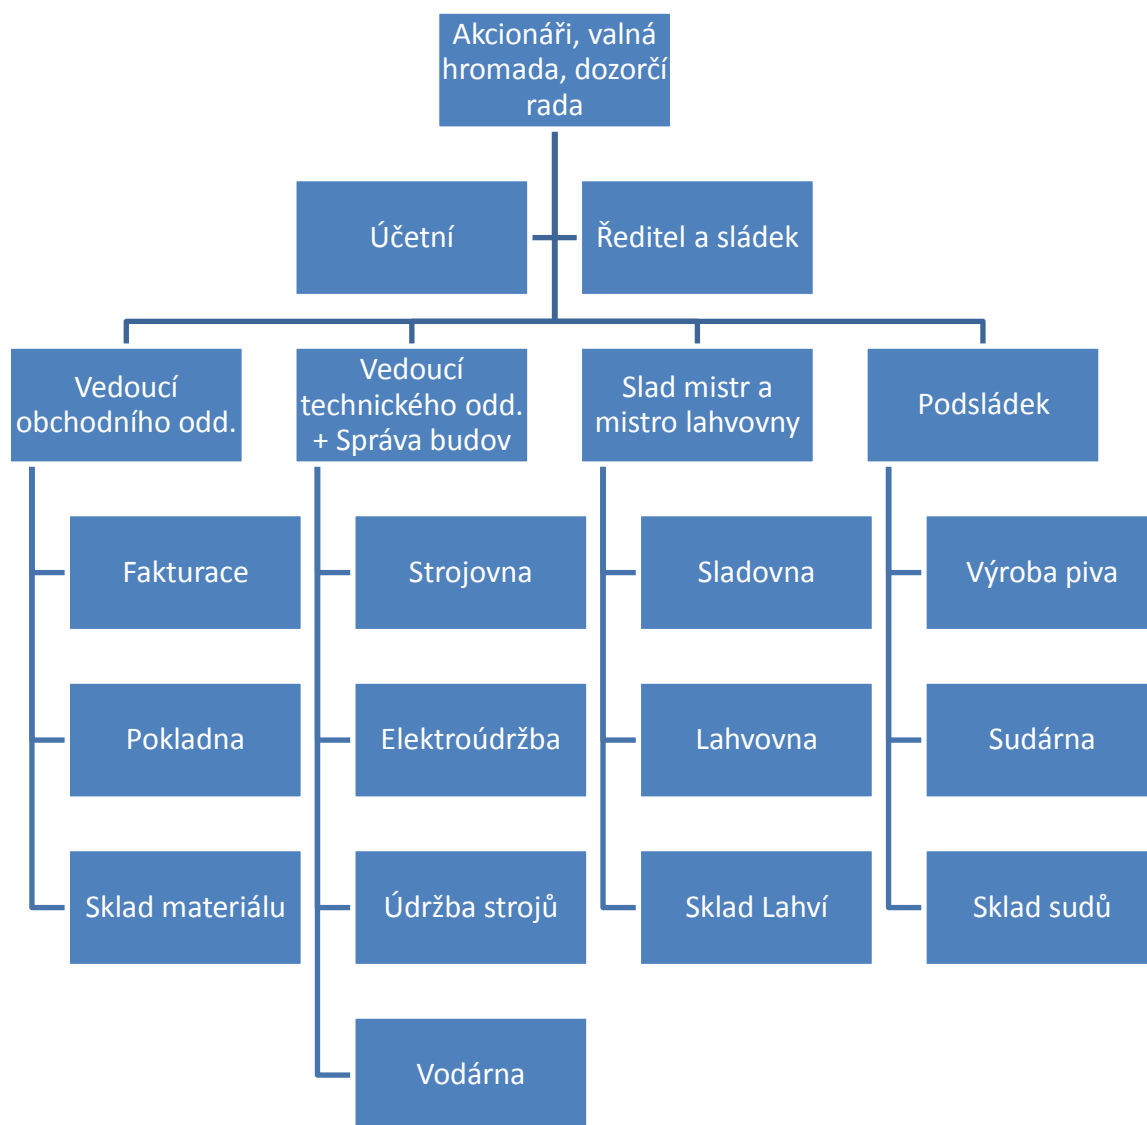 Akcionáři, valná
hromada, dozorčí
rada
Účetní
Ředitel a sládek
Vedoucí
obchodního odd.
Vedoucí
technického odd.
+ Správa budov
Slad mistr a
mistro lahvovny
Podsládek
Fakturace
Strojovna
Sladovna
Výroba piva
Pokladna
Elektroúdržba
Lahvovna
Sudárna
Sklad materiálu
Údržba strojů
Sklad Lahví
Sklad sudů
Vodárna